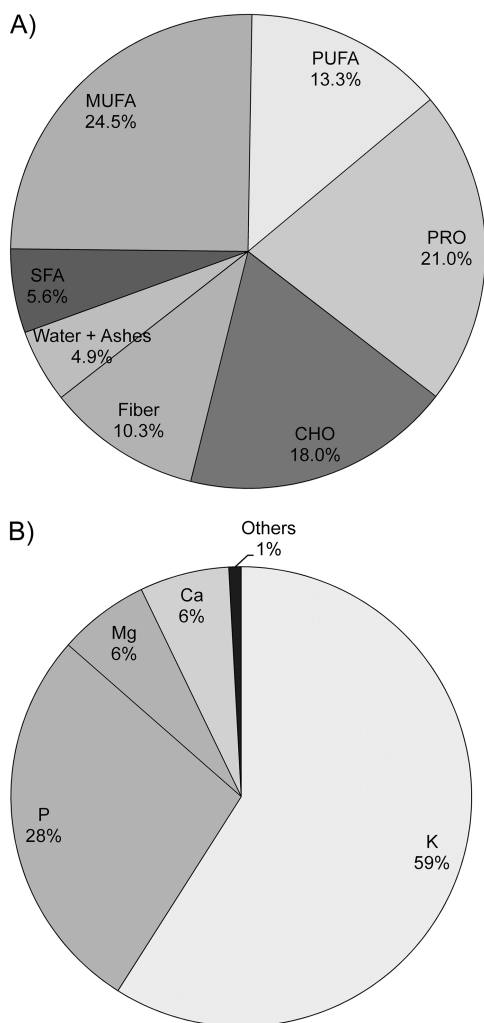 A)
PUFA
13.3%
MUFA
24.5%
PRO
21.0%
SFA
5.6%
Water + Ashes
4.9%
Fiber
10.3%
CHO
18.0%
B)
Others
1%
Ca
6%
Mg
6%
P
28%
K
59%